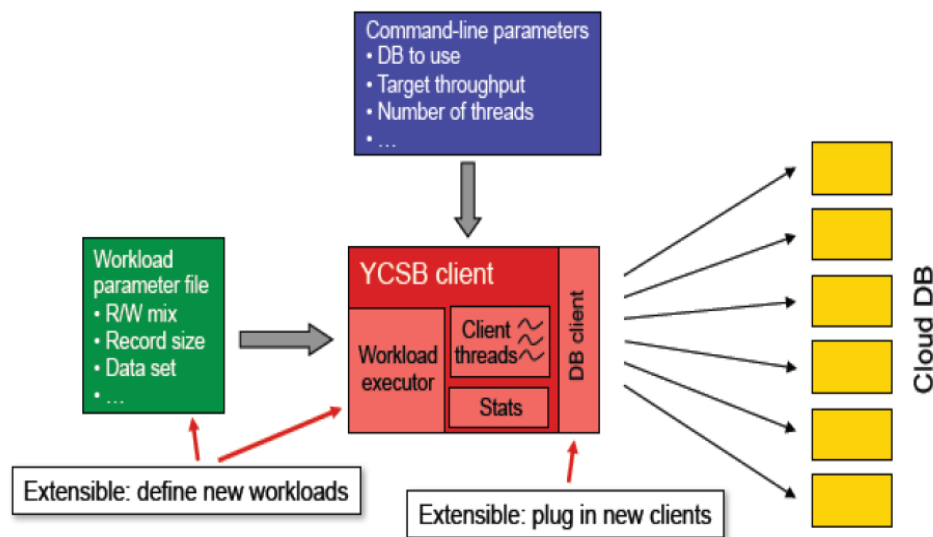 Command-line parameters
• DB to use
• Target throughput
• Number of threads
• ...
Workload
parameter file
• R/W mix
• Record size
• Data set
• ...
YCSB client
Workload
executor
Client
threads
Stats
DB client
Cloud DB
Extensible: define new workloads
Extensible: plug in new clients